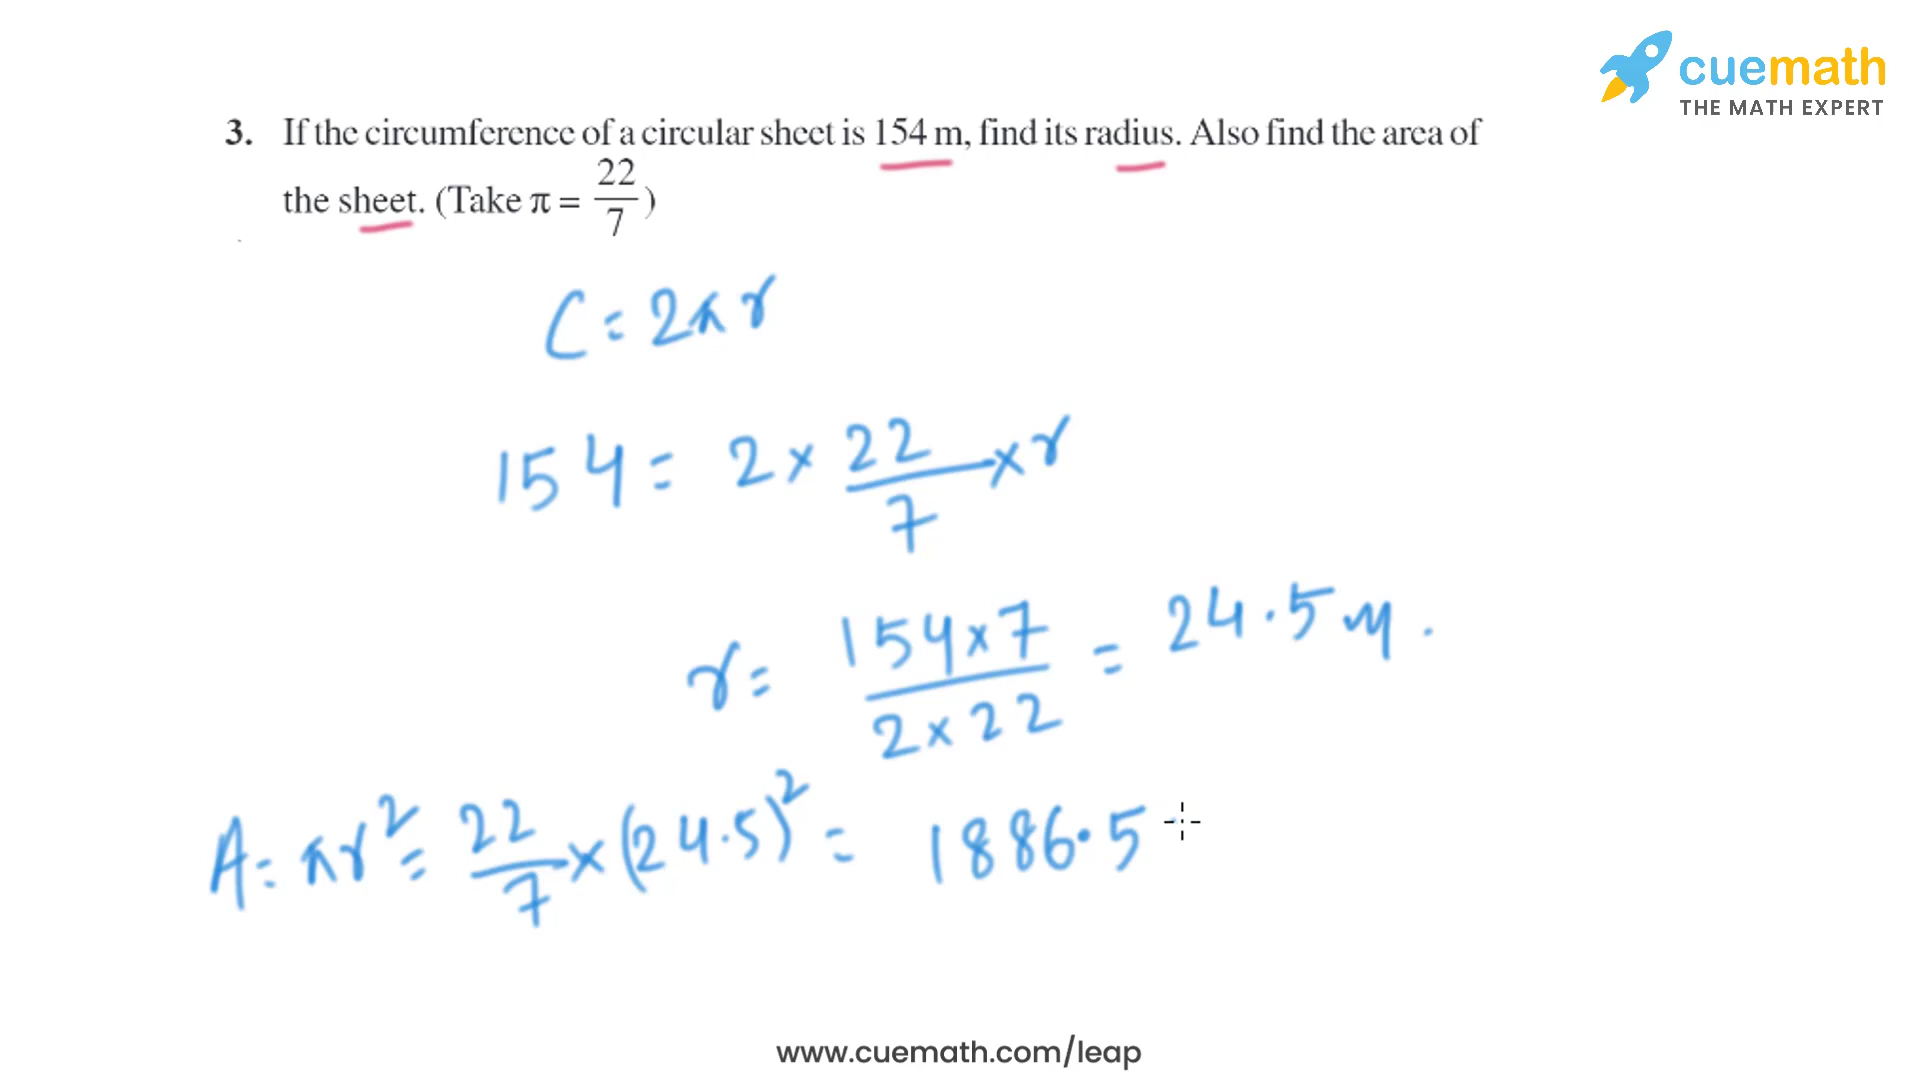 cuemath
THE MATH EXPERT
3. If the circumference of a circular sheet is 154 m, find its radius. Also find the area of
the sheet. (Take π = 22/7)
C = 2πr
154 = 2 × 22/7 × r
r = 154×7/2×22 = 24.5 m.
A = πr² = 22/7 × (24.5)² = 1886.5
www.cuemath.com/leap